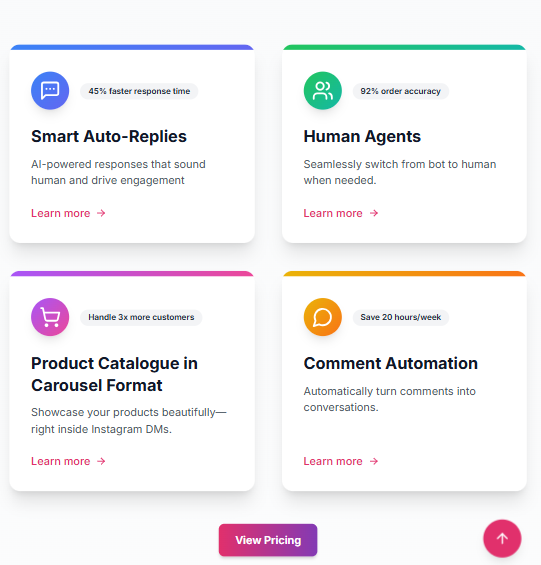 45% faster response time
Smart Auto-Replies
AI-powered responses that sound
human and drive engagement
Learn more →
92% order accuracy
Human Agents
Seamlessly switch from bot to human
when needed.
Learn more →
Handle 3x more customers
Product Catalogue in
Carousel Format
Showcase your products beautifully—
right inside Instagram DMs.
Learn more →
Save 20 hours/week
Comment Automation
Automatically turn comments into
conversations.
Learn more →
View Pricing